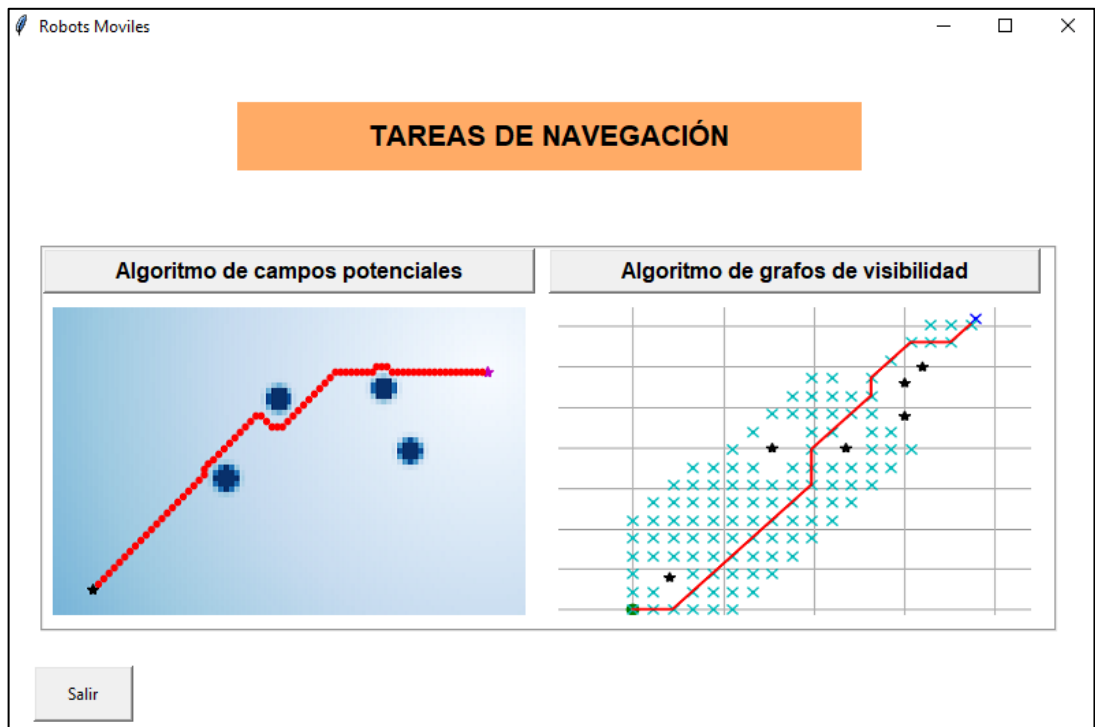 Robots Moviles
TAREAS DE NAVEGACIÓN
Algoritmo de campos potenciales
Algoritmo de grafos de visibilidad
Salir